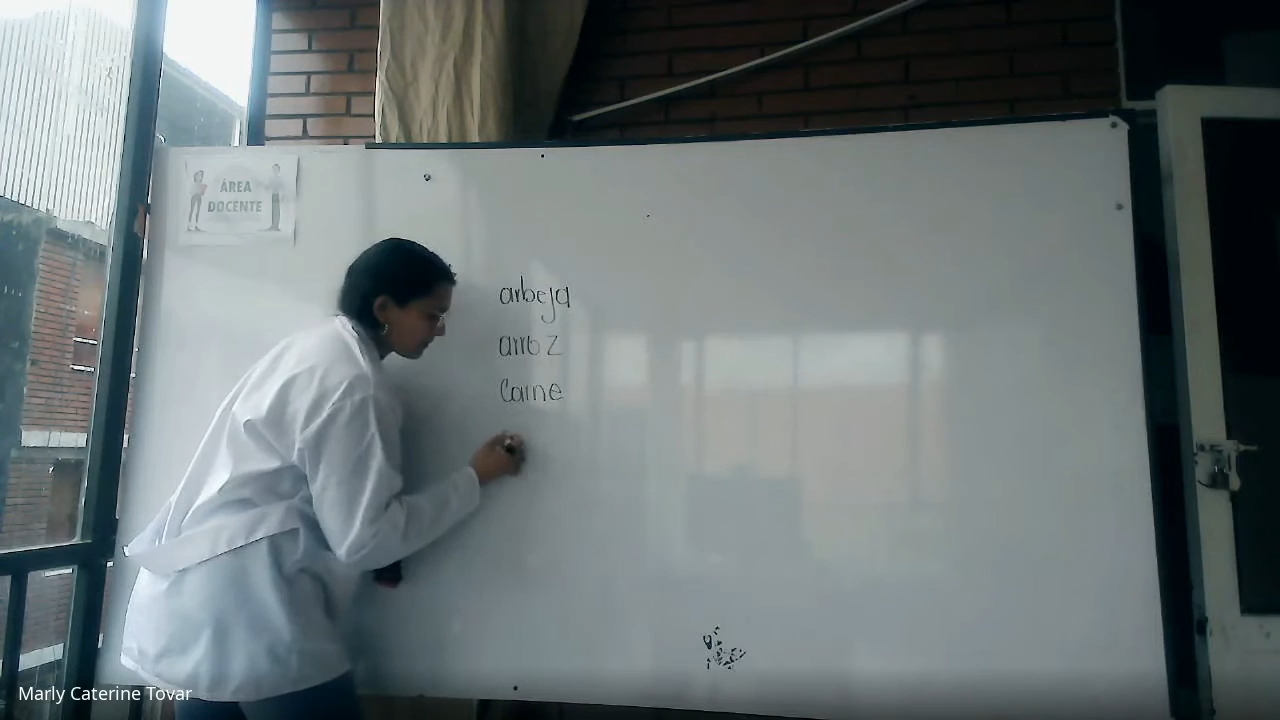 ÁREA
DOCENTE
arbeja
arroz
Carne
Marly Caterine Tovar